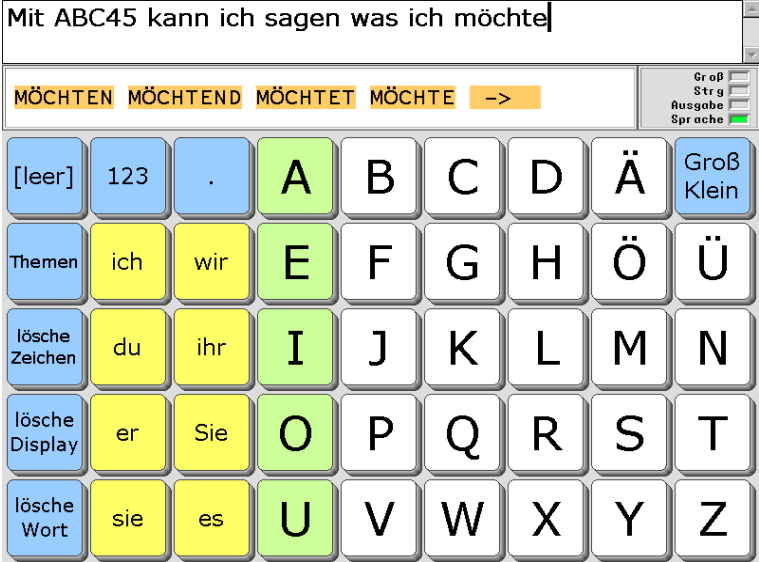 Mit ABC45 kann ich sagen was ich möchte
MÖCHTEN MÖCHTEND MÖCHTET MÖCHTE ->
Groß
Strg
Ausgabe
Sprache
[leer] 123 . A B C D Ä Groß Klein
Themen ich wir E F G H Ö Ü
lösche Zeichen du ihr I J K L M N
lösche Display er Sie O P Q R S T
lösche Wort sie es U V W X Y Z